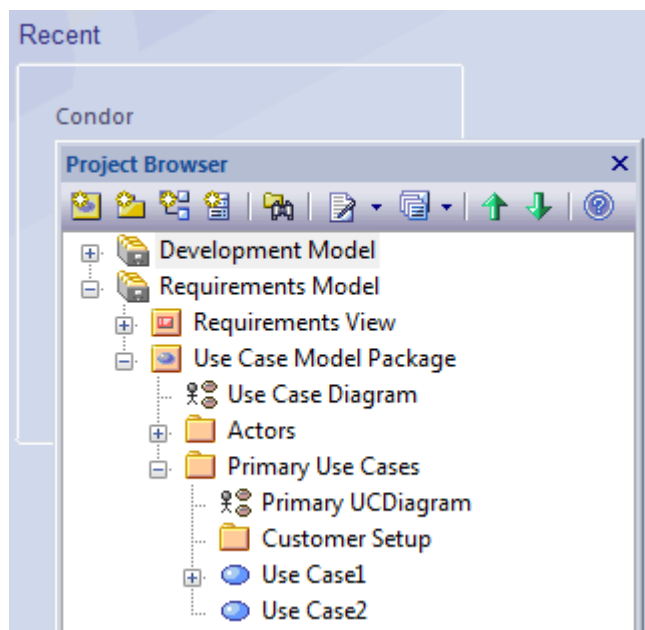 Recent
Condor
Project Browser
Development Model
Requirements Model
Requirements View
Use Case Model Package
Use Case Diagram
Actors
Primary Use Cases
Primary UCDiagram
Customer Setup
Use Case1
Use Case2